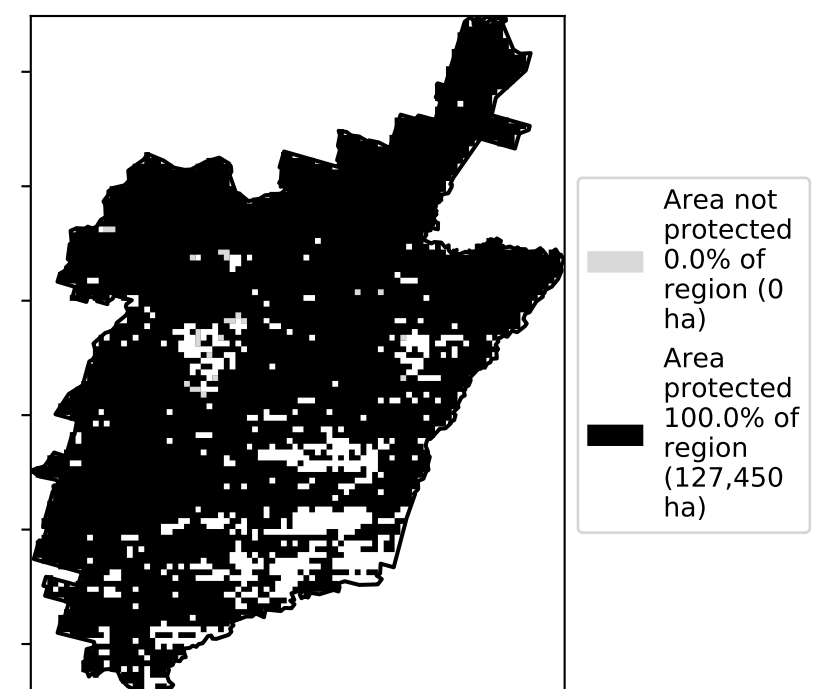 Area not
protected
0.0% of
region (0
ha)
Area
protected
100.0% of
region
(127,450
ha)